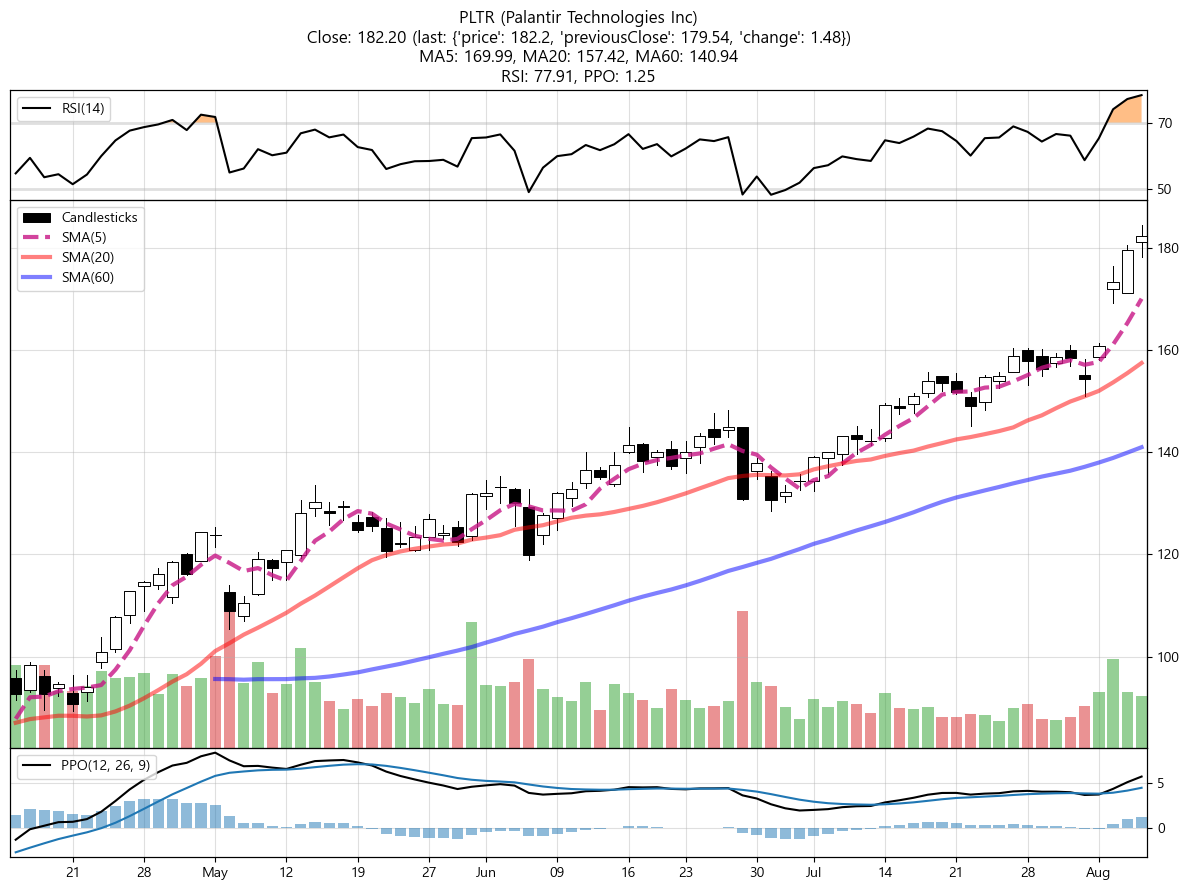 PLTR (Palantir Technologies Inc)
Close: 182.20 (last: {'price': 182.2, 'previousClose': 179.54, 'change': 1.48})
MA5: 169.99, MA20: 157.42, MA60: 140.94
RSI: 77.91, PPO: 1.25
RSI(14)
70
50
Candlesticks
SMA(5)
SMA(20)
SMA(60)
180
160
140
120
100
PPO(12, 26, 9)
5
0
21 28 May 12 19 27 Jun 09 16 23 30 Jul 14 21 28 Aug